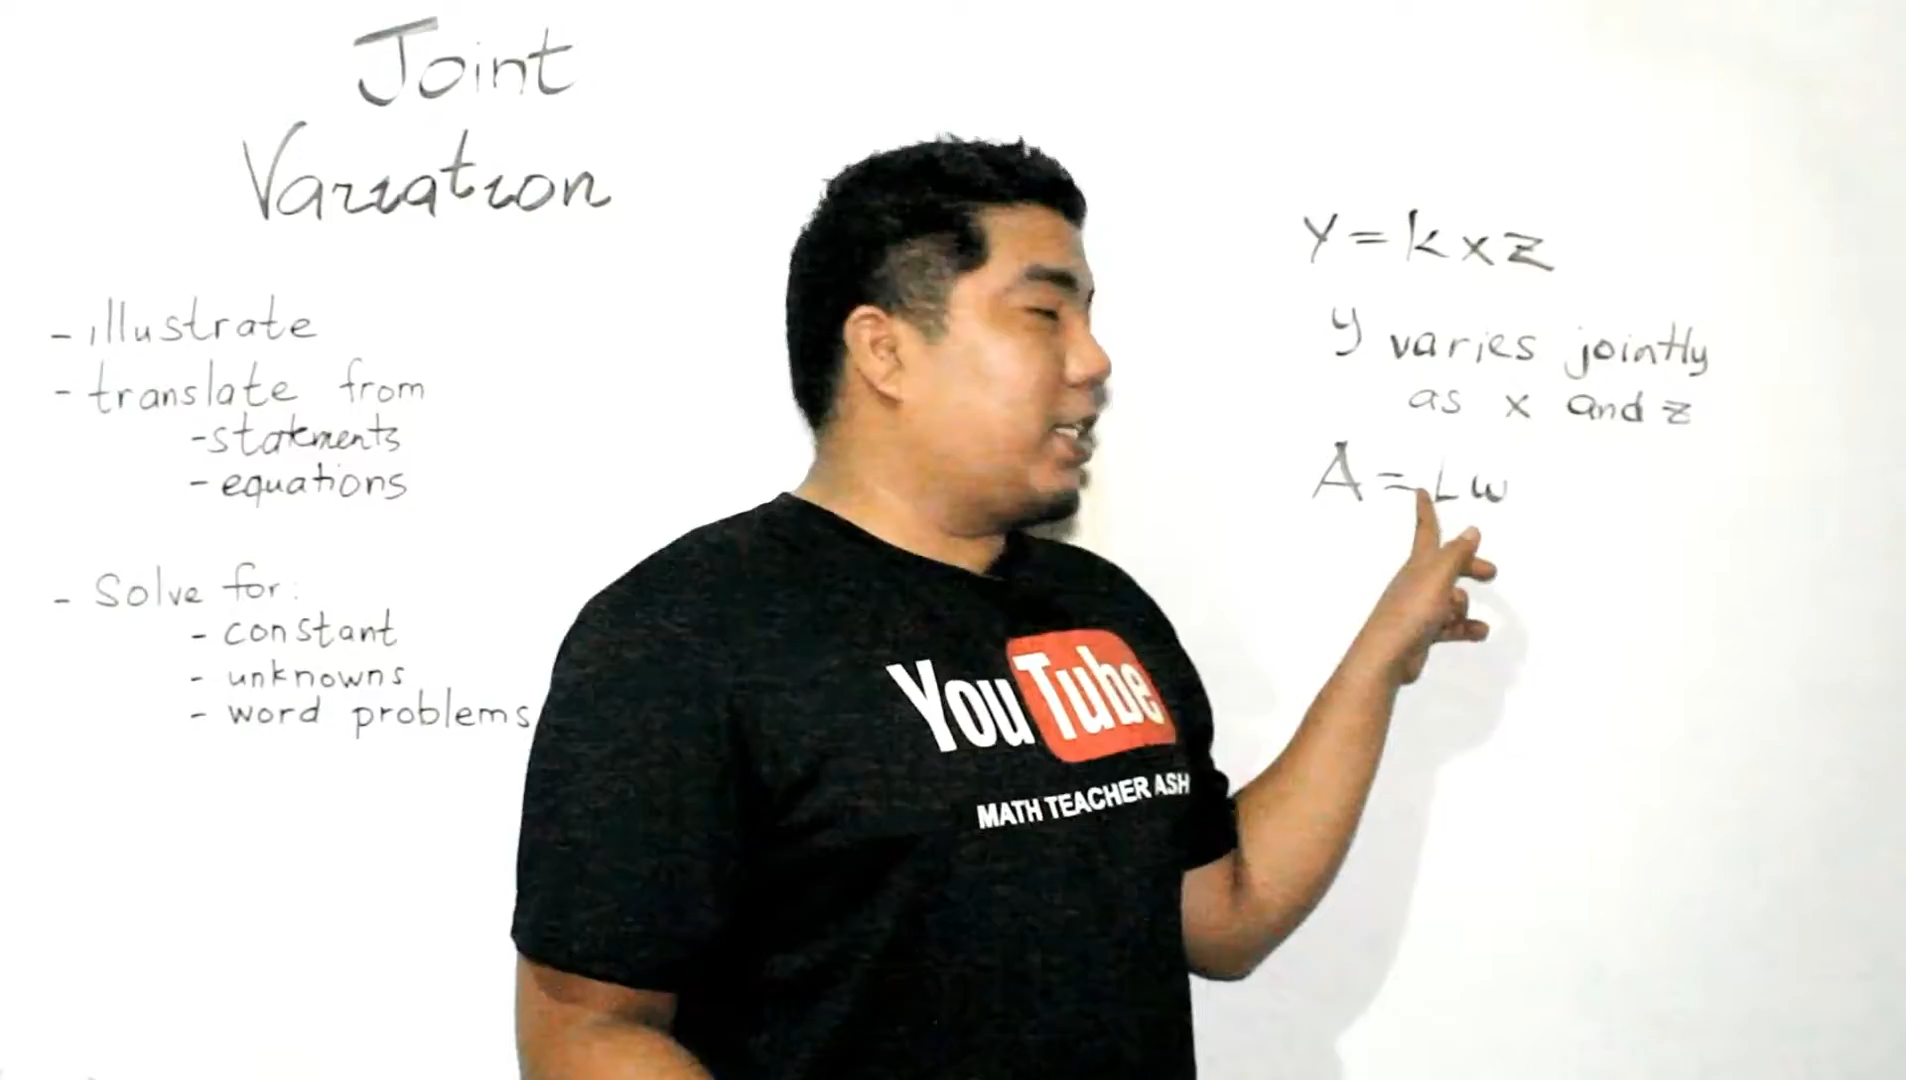 Joint
Variation
- illustrate
- translate from
- statements
- equations
- Solve for:
- constant
- unknowns
- word problems
Y = kxz
y varies jointly
as x and z
A = Lw
YouTube
MATH TEACHER ASH